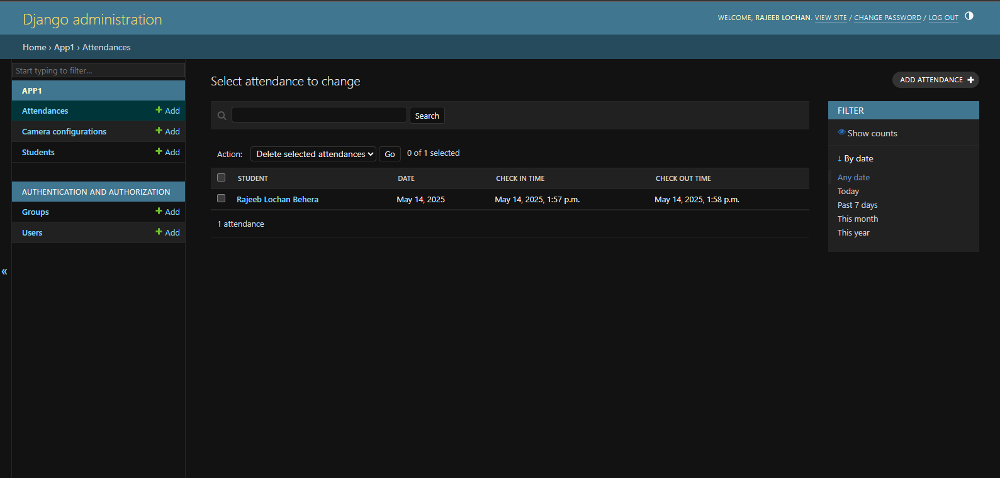 Django administration
WELCOME, RAJEEB LOCHAN. VIEW SITE / CHANGE PASSWORD / LOG OUT
Home › App1 › Attendances
Start typing to filter...
APP1
Attendances + Add
Camera configurations + Add
Students + Add
AUTHENTICATION AND AUTHORIZATION
Groups + Add
Users + Add
«
Select attendance to change
ADD ATTENDANCE +
Search
Action: Delete selected attendances Go 0 of 1 selected
STUDENT DATE CHECK IN TIME CHECK OUT TIME
Rajeeb Lochan Behera May 14, 2025 May 14, 2025, 1:57 p.m. May 14, 2025, 1:58 p.m.
1 attendance
FILTER
Show counts
↓ By date
Any date
Today
Past 7 days
This month
This year